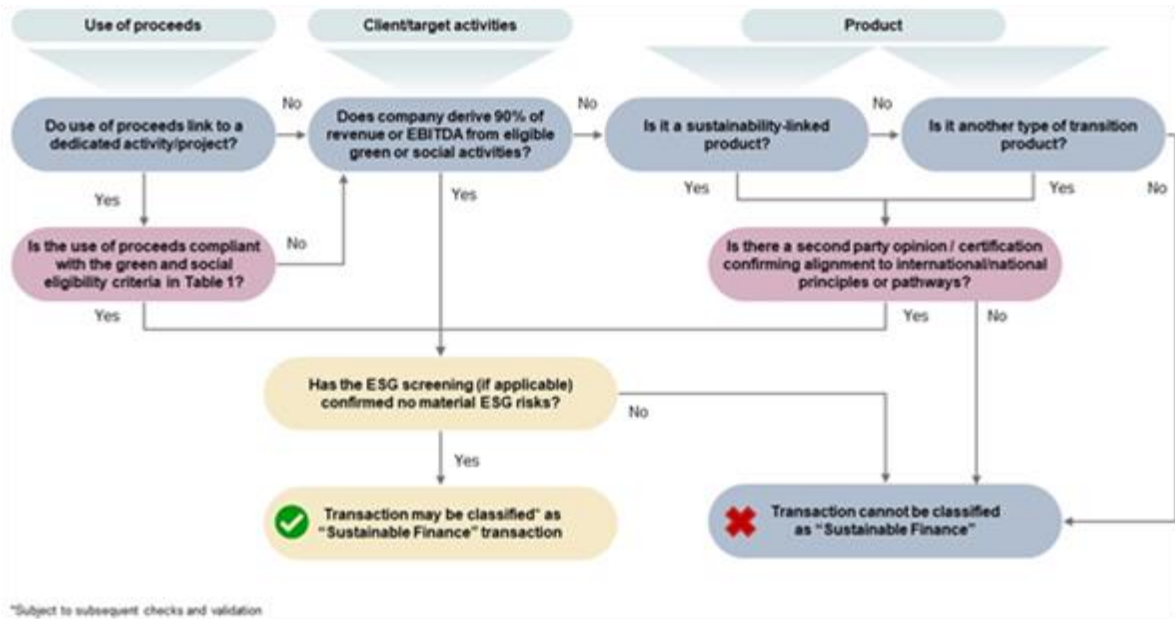 Use of proceeds
Client/target activities
Product
Do use of proceeds link to a
dedicated activity/project?
No
Does company derive 90% of
revenue or EBITDA from eligible
green or social activities?
No
Is it a sustainability-linked
product?
No
Is it another type of transition
product?
Yes
Yes
Yes
Yes
No
Is the use of proceeds compliant
with the green and social
eligibility criteria in Table 1?
No
Is there a second party opinion / certification
confirming alignment to international/national
principles or pathways?
Yes
Yes
No
Has the ESG screening (if applicable)
confirmed no material ESG risks?
No
Yes
Transaction may be classified* as
"Sustainable Finance" transaction
Transaction cannot be classified
as "Sustainable Finance"
*Subject to subsequent checks and validation